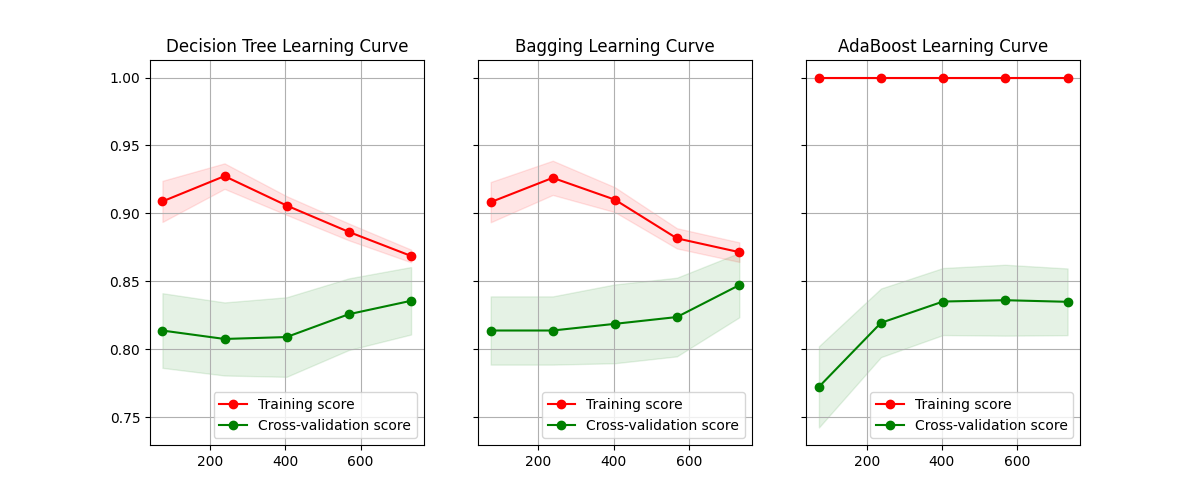 Decision Tree Learning Curve
Bagging Learning Curve
AdaBoost Learning Curve
1.00
0.95
0.90
0.85
0.80
0.75
Training score
Cross-validation score
Training score
Cross-validation score
Training score
Cross-validation score
200 400 600
200 400 600
200 400 600